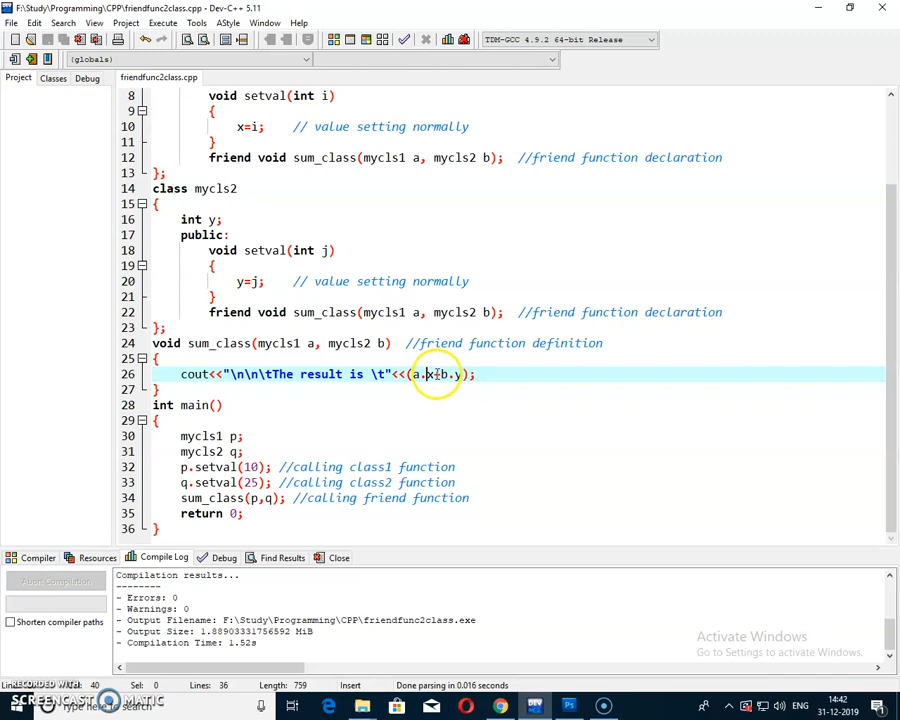 F:\Study\Programming\CPP\friendfunc2class.cpp - Dev-C++ 5.11
File Edit Search View Project Execute Tools AStyle Window Help
TDM-GCC 4.9.2 64-bit Release
(globals)
Project Classes Debug friendfunc2class.cpp
8 void setval(int i)
9 {
10 x=i; // value setting normally
11 }
12 friend void sum_class(mycls1 a, mycls2 b); //friend function declaration
13 };
14 class mycls2
15 {
16 int y;
17 public:
18 void setval(int j)
19 {
20 y=j; // value setting normally
21 }
22 friend void sum_class(mycls1 a, mycls2 b); //friend function declaration
23 };
24 void sum_class(mycls1 a, mycls2 b) //friend function definition
25 {
26 cout<<"\n\n\tThe result is \t"<<(a.x+b.y);
27 }
28 int main()
29 {
30 mycls1 p;
31 mycls2 q;
32 p.setval(10); //calling class1 function
33 q.setval(25); //calling class2 function
34 sum_class(p,q); //calling friend function
35 return 0;
36 }
Compiler Resources Compile Log Debug Find Results Close
Abort Compilation
Shorten compiler paths
Compilation results...
--------
- Errors: 0
- Warnings: 0
- Output Filename: F:\Study\Programming\CPP\friendfunc2class.exe
- Output Size: 1.88903331756592 MiB
- Compilation Time: 1.52s
Activate Windows
Go to Settings to activate Windows.
40 Sel: 0 Lines: 36 Length: 759 Insert Done parsing in 0.016 seconds
RECORDED WITH
SCREENCAST MATIC
here to search
14:42
31-12-2019